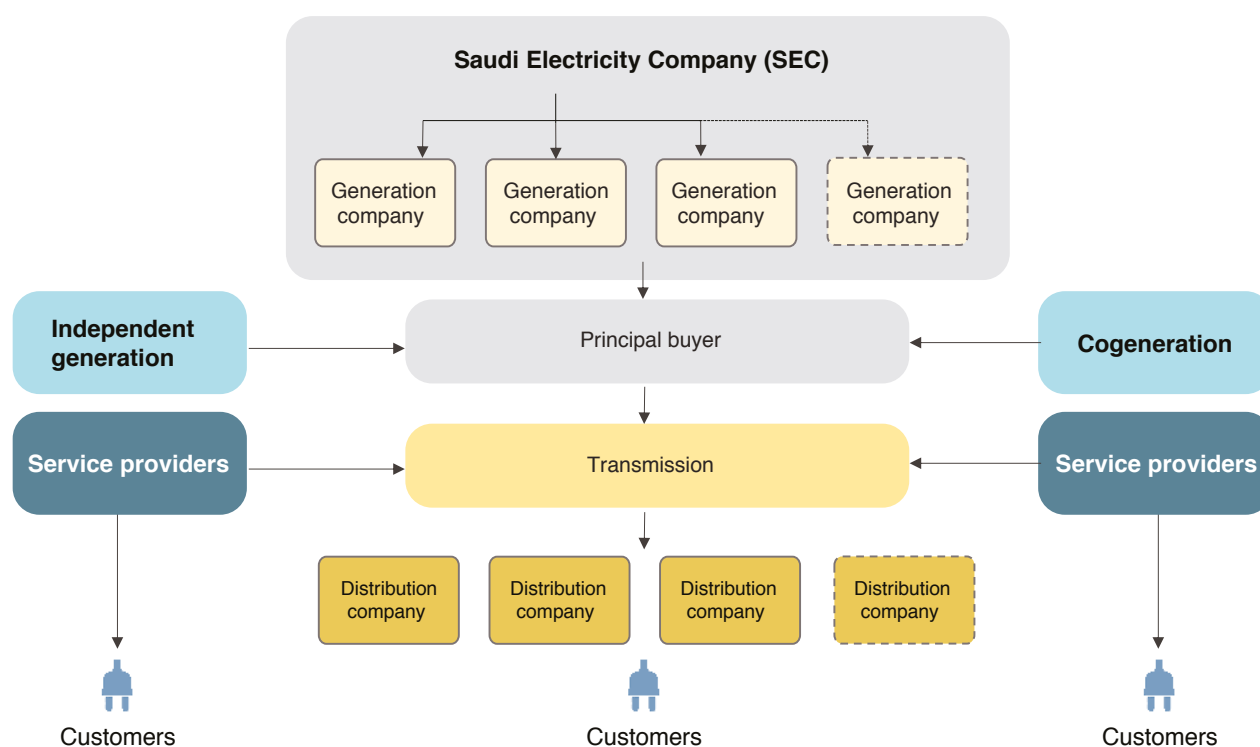 Saudi Electricity Company (SEC)
Generation
company
Generation
company
Generation
company
Generation
company
Independent
generation
Principal buyer
Cogeneration
Service providers
Transmission
Service providers
Distribution
company
Distribution
company
Distribution
company
Distribution
company
Customers
Customers
Customers